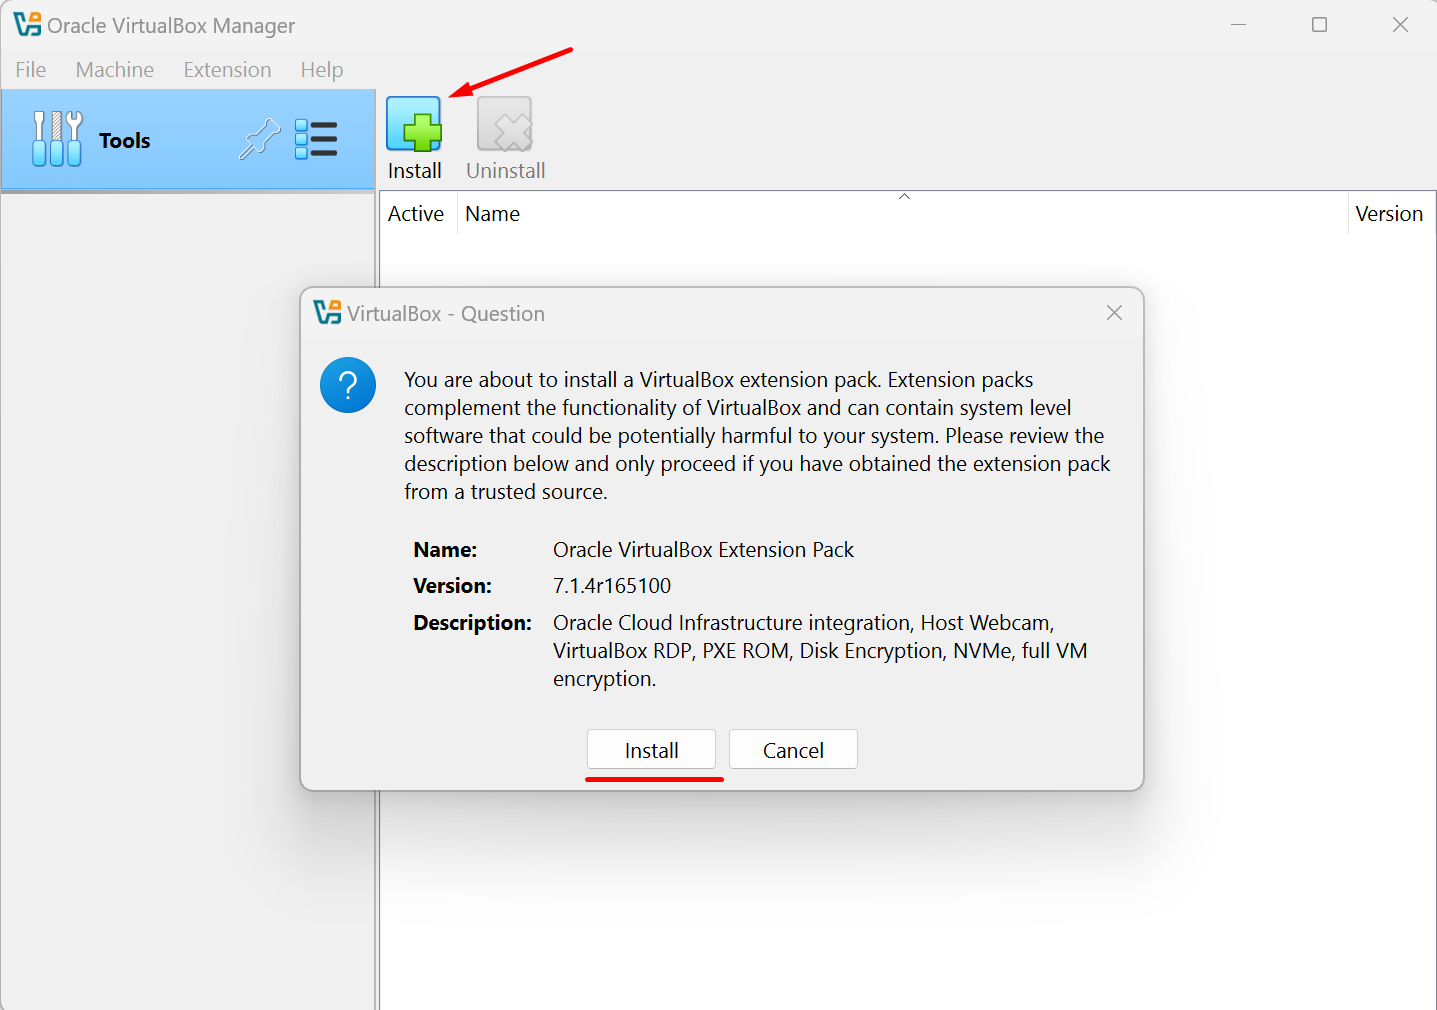 Oracle VirtualBox Manager
File Machine Extension Help
Tools
Install Uninstall
Active Name Version
VirtualBox - Question
?
You are about to install a VirtualBox extension pack. Extension packs
complement the functionality of VirtualBox and can contain system level
software that could be potentially harmful to your system. Please review the
description below and only proceed if you have obtained the extension pack
from a trusted source.
Name: Oracle VirtualBox Extension Pack
Version: 7.1.4r165100
Description: Oracle Cloud Infrastructure integration, Host Webcam,
VirtualBox RDP, PXE ROM, Disk Encryption, NVMe, full VM
encryption.
Install Cancel